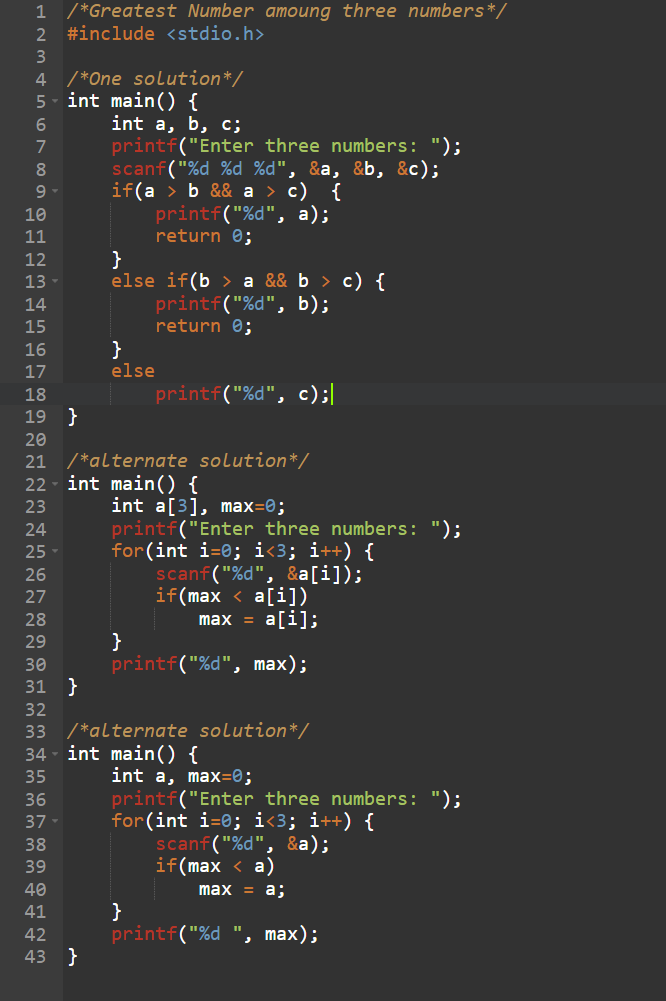 1 /*Greatest Number amoung three numbers*/
2 #include <stdio.h>
3
4 /*One solution*/
5 int main() {
6     int a, b, c;
7     printf("Enter three numbers: ");
8     scanf("%d %d %d", &a, &b, &c);
9     if(a > b && a > c)  {
10         printf("%d", a);
11         return 0;
12     }
13     else if(b > a && b > c) {
14         printf("%d", b);
15         return 0;
16     }
17     else
18         printf("%d", c);
19 }
20
21 /*alternate solution*/
22 int main() {
23     int a[3], max=0;
24     printf("Enter three numbers: ");
25     for(int i=0; i<3; i++) {
26         scanf("%d", &a[i]);
27         if(max < a[i])
28             max = a[i];
29     }
30     printf("%d", max);
31 }
32
33 /*alternate solution*/
34 int main() {
35     int a, max=0;
36     printf("Enter three numbers: ");
37     for(int i=0; i<3; i++) {
38         scanf("%d", &a);
39         if(max < a)
40             max = a;
41     }
42     printf("%d ", max);
43 }